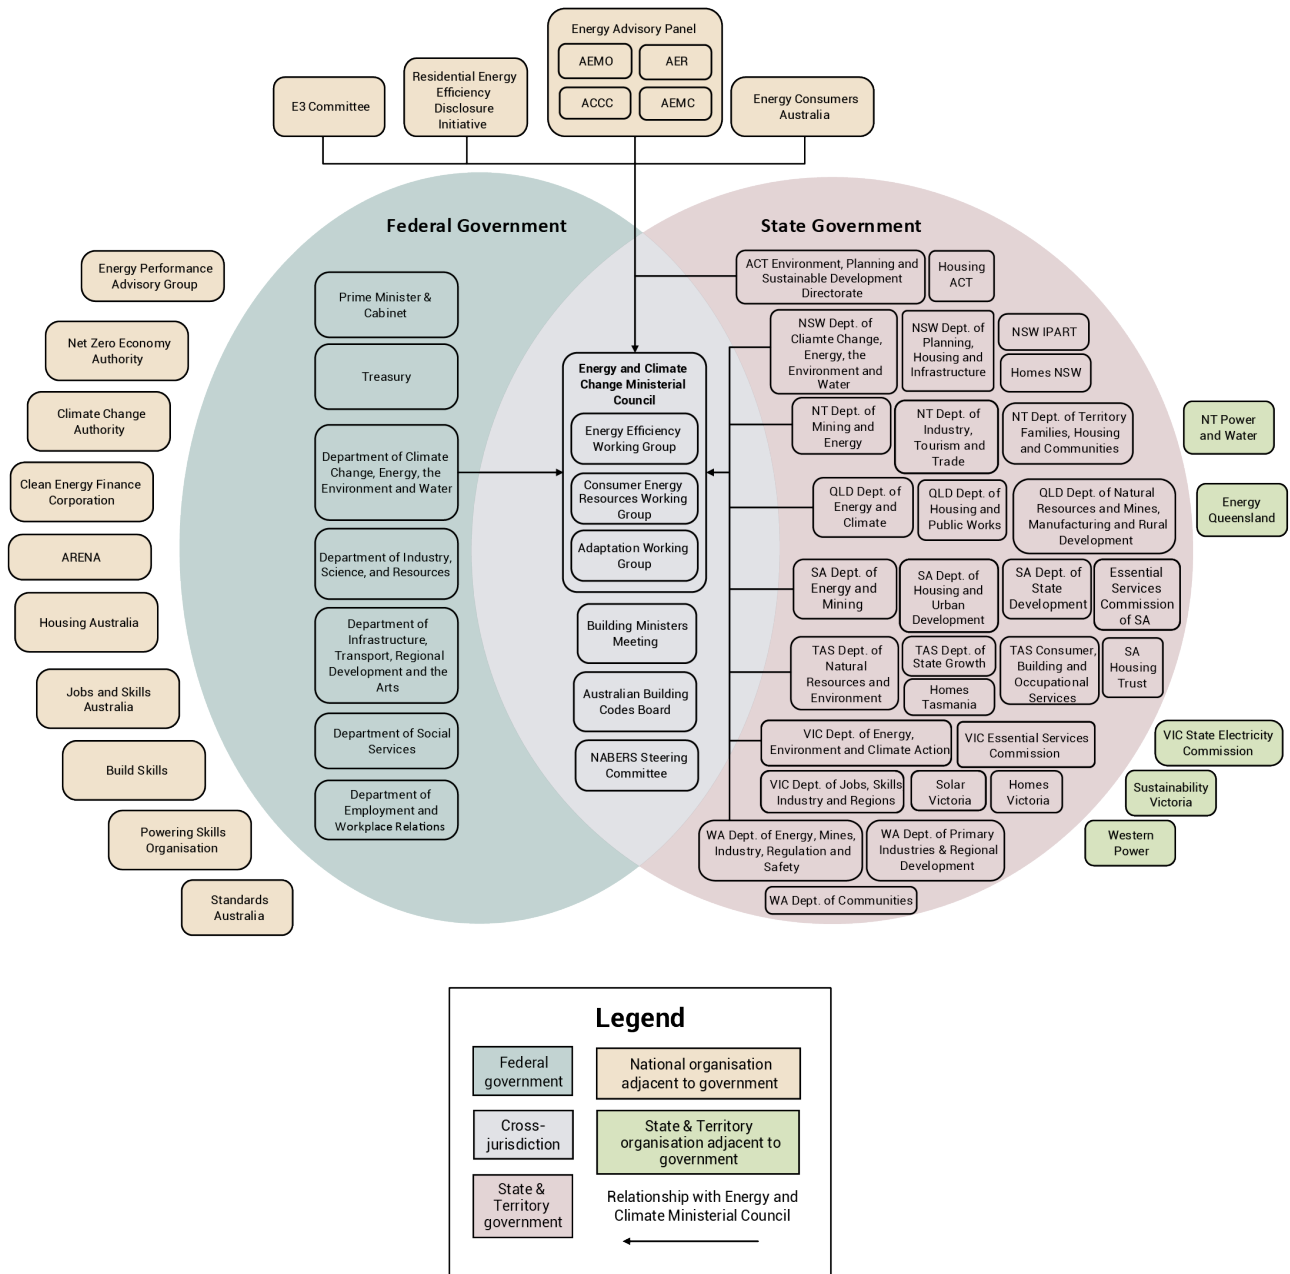 Energy Advisory Panel
AEMO
AER
ACCC
AEMC
E3 Committee
Residential Energy
Efficiency
Disclosure
Initiative
Energy Consumers
Australia
Federal Government
State Government
Energy Performance
Advisory Group
Net Zero Economy
Authority
Climate Change
Authority
Clean Energy Finance
Corporation
ARENA
Housing Australia
Jobs and Skills
Australia
Build Skills
Powering Skills
Organisation
Standards
Australia
Prime Minister &
Cabinet
Treasury
Department of Climate
Change, Energy, the
Environment and Water
Department of Industry,
Science, and Resources
Department of
Infrastructure,
Transport, Regional
Development and the
Arts
Department of Social
Services
Department of
Employment and
Workplace Relations
Energy and Climate
Change Ministerial
Council
Energy Efficiency
Working Group
Consumer Energy
Resources Working
Group
Adaptation Working
Group
Building Ministers
Meeting
Australian Building
Codes Board
NABERS Steering
Committee
ACT Environment, Planning and
Sustainable Development
Directorate
Housing
ACT
NSW Dept. of
Cliamte Change,
Energy, the
Environment and
Water
NSW Dept. of
Planning,
Housing and
Infrastructure
NSW IPART
Homes NSW
NT Dept. of
Mining and
Energy
NT Dept. of
Industry,
Tourism and
Trade
NT Dept. of Territory
Families, Housing
and Communities
NT Power
and Water
QLD Dept. of
Energy and
Climate
QLD Dept. of
Housing and
Public Works
QLD Dept. of Natural
Resources and Mines,
Manufacturing and Rural
Development
Energy
Queensland
SA Dept. of
Energy and
Mining
SA Dept. of
Housing and
Urban
Development
SA Dept. of
State
Development
Essential
Services
Commission
of SA
TAS Dept. of
Natural
Resources and
Environment
TAS Dept. of
State Growth
Homes
Tasmania
TAS Consumer,
Building and
Occupational
Services
SA
Housing
Trust
VIC Dept. of Energy,
Environment and Climate Action
VIC Essential Services
Commission
VIC State Electricity
Commission
VIC Dept. of Jobs, Skills
Industry and Regions
Solar
Victoria
Homes
Victoria
Sustainability
Victoria
WA Dept. of Energy, Mines,
Industry, Regulation and
Safety
WA Dept. of Primary
Industries & Regional
Development
Western
Power
WA Dept. of Communities
Legend
Federal
government
National organisation
adjacent to government
Cross-
jurisdiction
State & Territory
organisation adjacent to
government
State &
Territory
government
Relationship with Energy and
Climate Ministerial Council